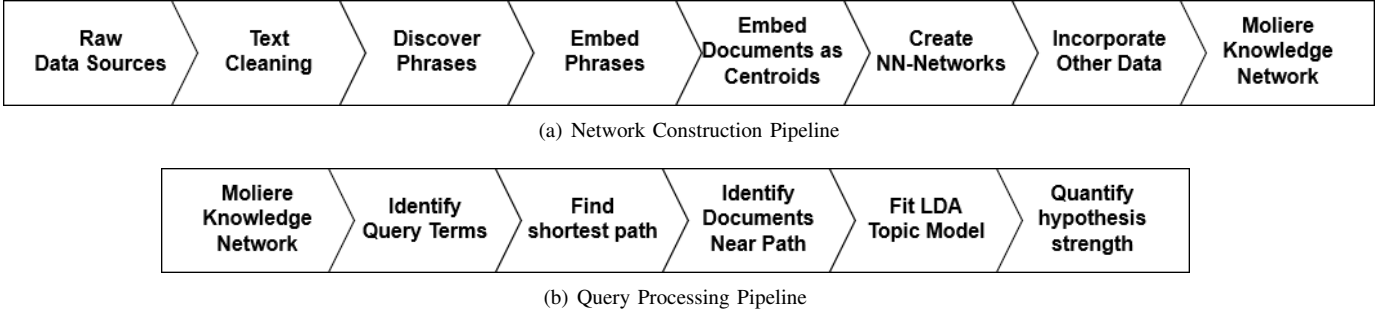 Raw
Data Sources
Text
Cleaning
Discover
Phrases
Embed
Phrases
Embed
Documents as
Centroids
Create
NN-Networks
Incorporate
Other Data
Moliere
Knowledge
Network
(a) Network Construction Pipeline
Moliere
Knowledge
Network
Identify
Query Terms
Find
shortest path
Identify
Documents
Near Path
Fit LDA
Topic Model
Quantify
hypothesis
strength
(b) Query Processing Pipeline